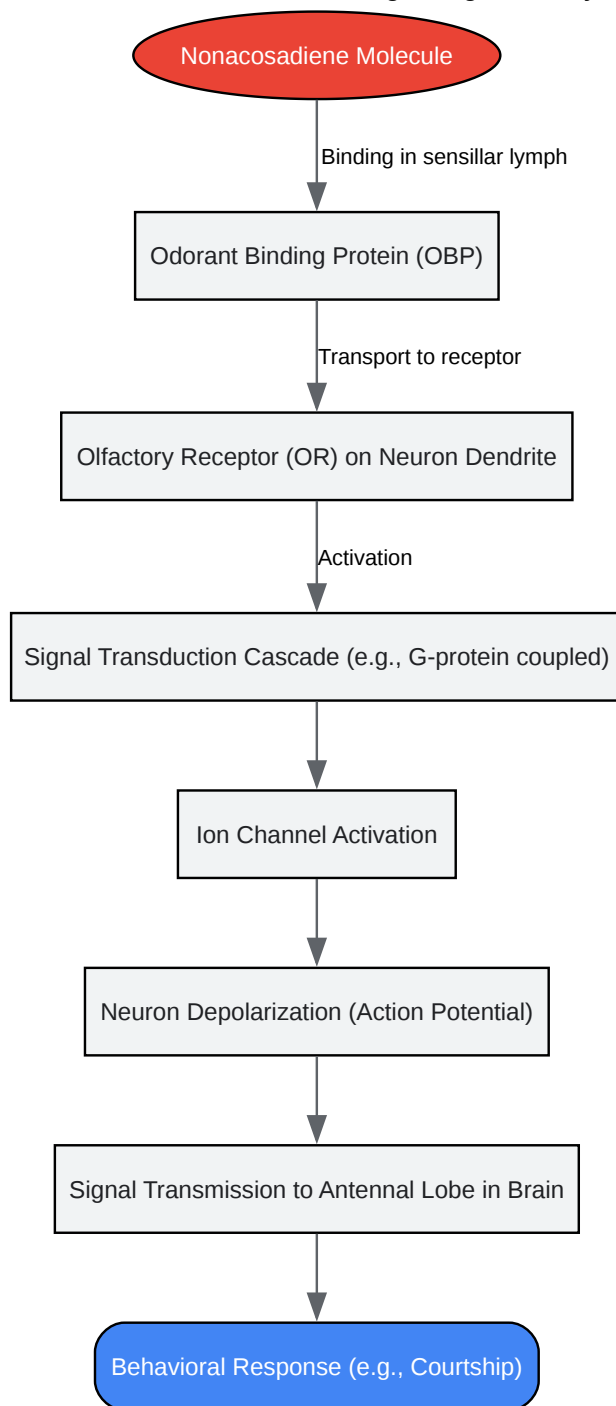 Nonacosadiene Molecule
Binding in sensillar lymph
Odorant Binding Protein (OBP)
Transport to receptor
Olfactory Receptor (OR) on Neuron Dendrite
Activation
Signal Transduction Cascade (e.g., G-protein coupled)
Ion Channel Activation
Neuron Depolarization (Action Potential)
Signal Transmission to Antennal Lobe in Brain
Behavioral Response (e.g., Courtship)